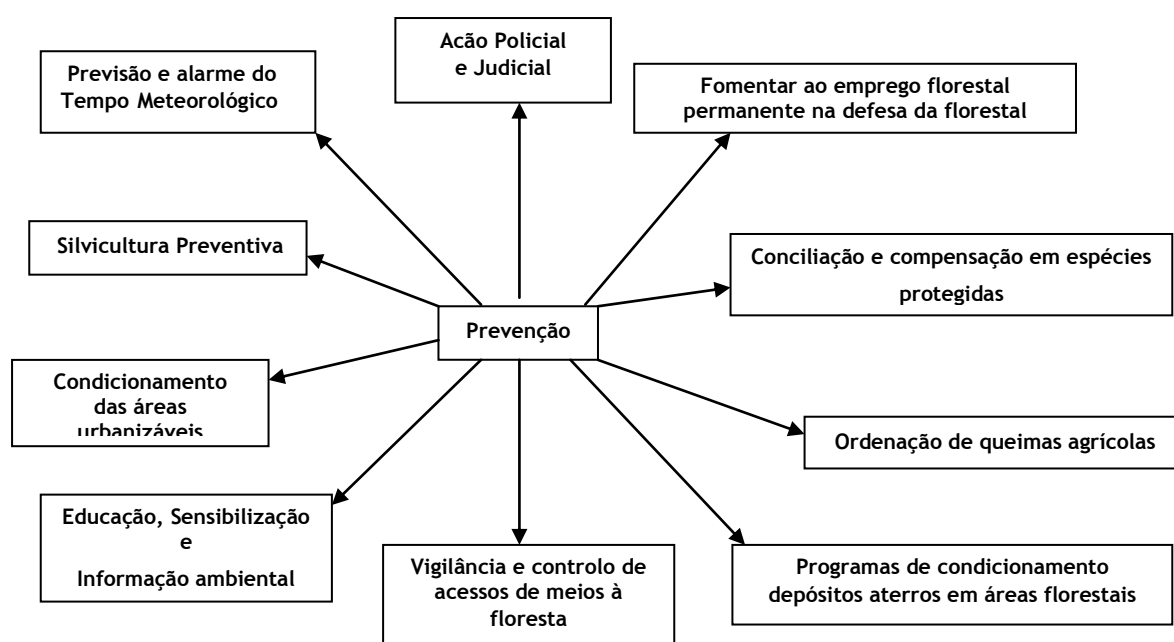 Acão Policial
e Judicial
Previsão e alarme do
Tempo Meteorológico
Fomentar ao emprego florestal
permanente na defesa da florestal
Silvicultura Preventiva
Conciliação e compensação em espécies
protegidas
Prevenção
Condicionamento
das áreas
urbanizáveis
Ordenação de queimas agrícolas
Educação, Sensibilização
e
Informação ambiental
Vigilância e controlo de
acessos de meios à
floresta
Programas de condicionamento
depósitos aterros em áreas florestais